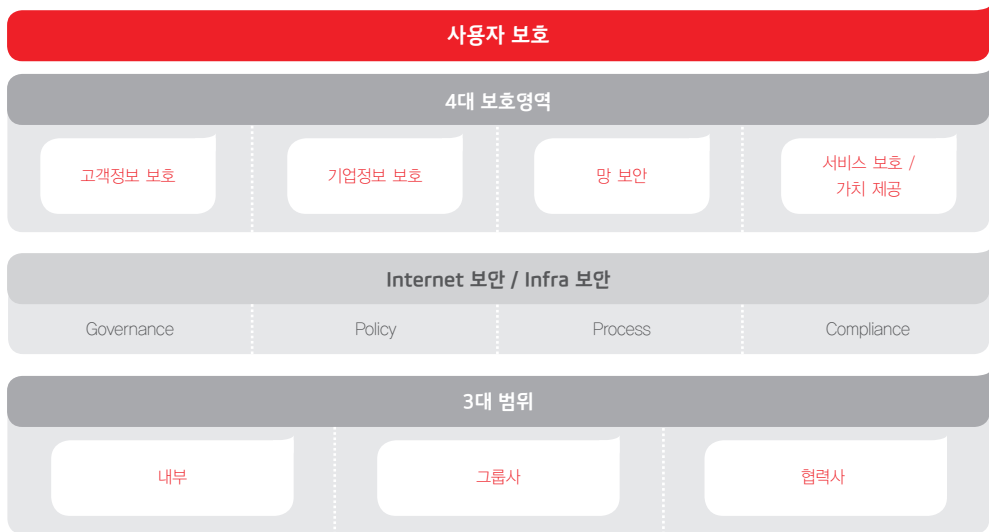 사용자 보호
4대 보호영역
고객정보 보호
기업정보 보호
망 보안
서비스 보호 /
가치 제공
Internet 보안 / Infra 보안
Governance
Policy
Process
Compliance
3대 범위
내부
그룹사
협력사